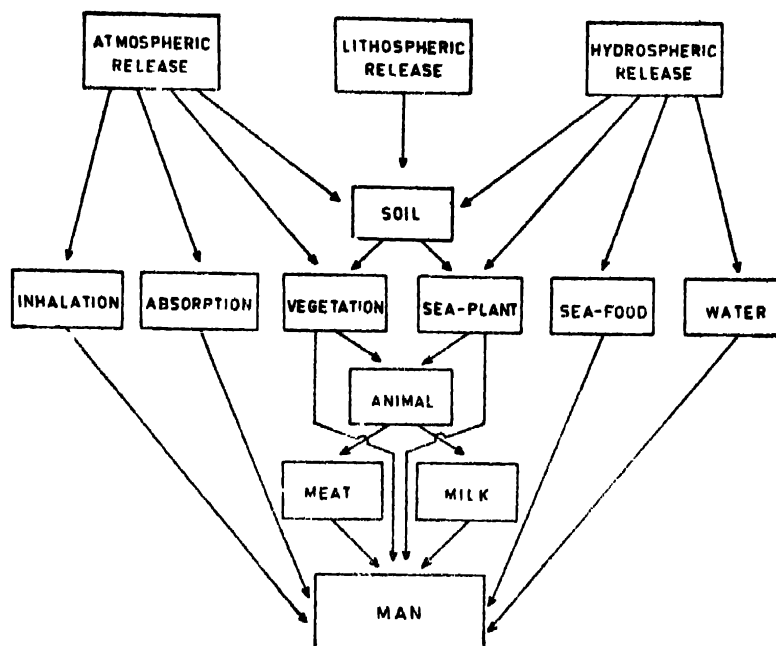 ATMOSPHERIC
RELEASE
LITHOSPHERIC
RELEASE
HYDROSPHERIC
RELEASE
SOIL
INHALATION
ABSORPTION
VEGETATION
SEA-PLANT
SEA-FOOD
WATER
ANIMAL
MEAT
MILK
MAN